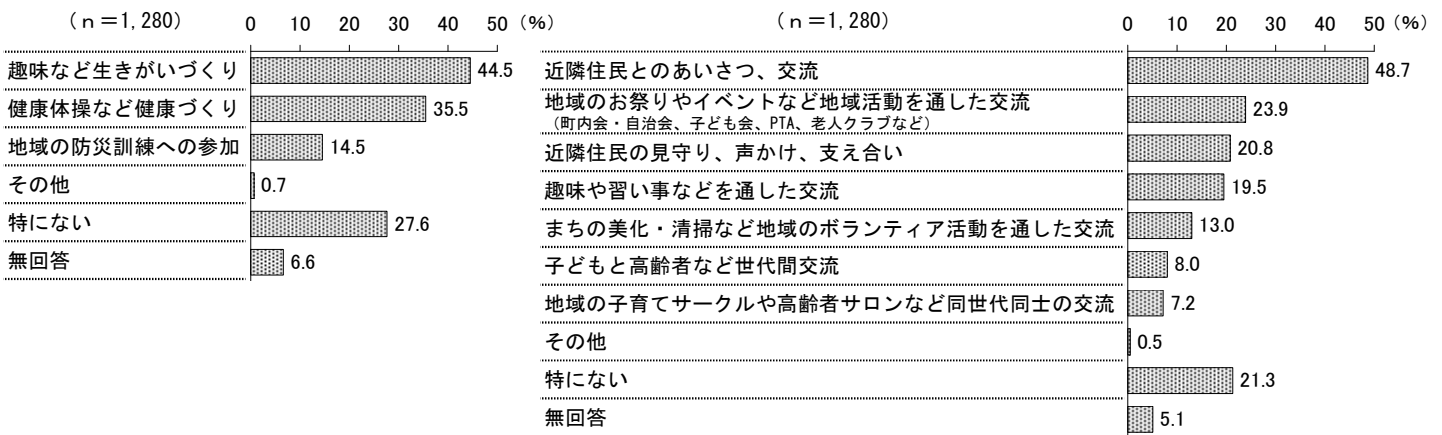 （ｎ＝1,280）
0 10 20 30 40 50（%）
趣味など生きがいづくり 44.5
健康体操など健康づくり 35.5
地域の防災訓練への参加 14.5
その他 0.7
特にない 27.6
無回答 6.6
（ｎ＝1,280）
0 10 20 30 40 50（%）
近隣住民とのあいさつ、交流 48.7
地域のお祭りやイベントなど地域活動を通した交流
（町内会・自治会、子ども会、PTA、老人クラブなど） 23.9
近隣住民の見守り、声かけ、支え合い 20.8
趣味や習い事などを通した交流 19.5
まちの美化・清掃など地域のボランティア活動を通した交流 13.0
子どもと高齢者など世代間交流 8.0
地域の子育てサークルや高齢者サロンなど同世代同士の交流 7.2
その他 0.5
特にない 21.3
無回答 5.1